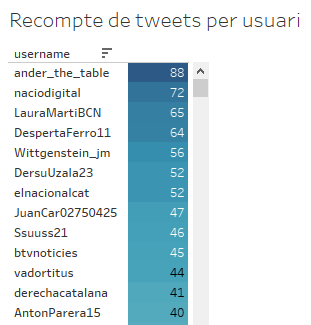 Recompte de tweets per usuari
username
ander_the_table 88
naciodigital 72
LauraMartiBCN 65
DespertaFerro11 64
Wittgenstein_jm 56
DersuUzala23 52
elnacionalcat 52
JuanCar02750425 47
Ssuuss21 46
btvnoticies 45
vadortitus 44
derechacatalana 41
AntonParera15 40